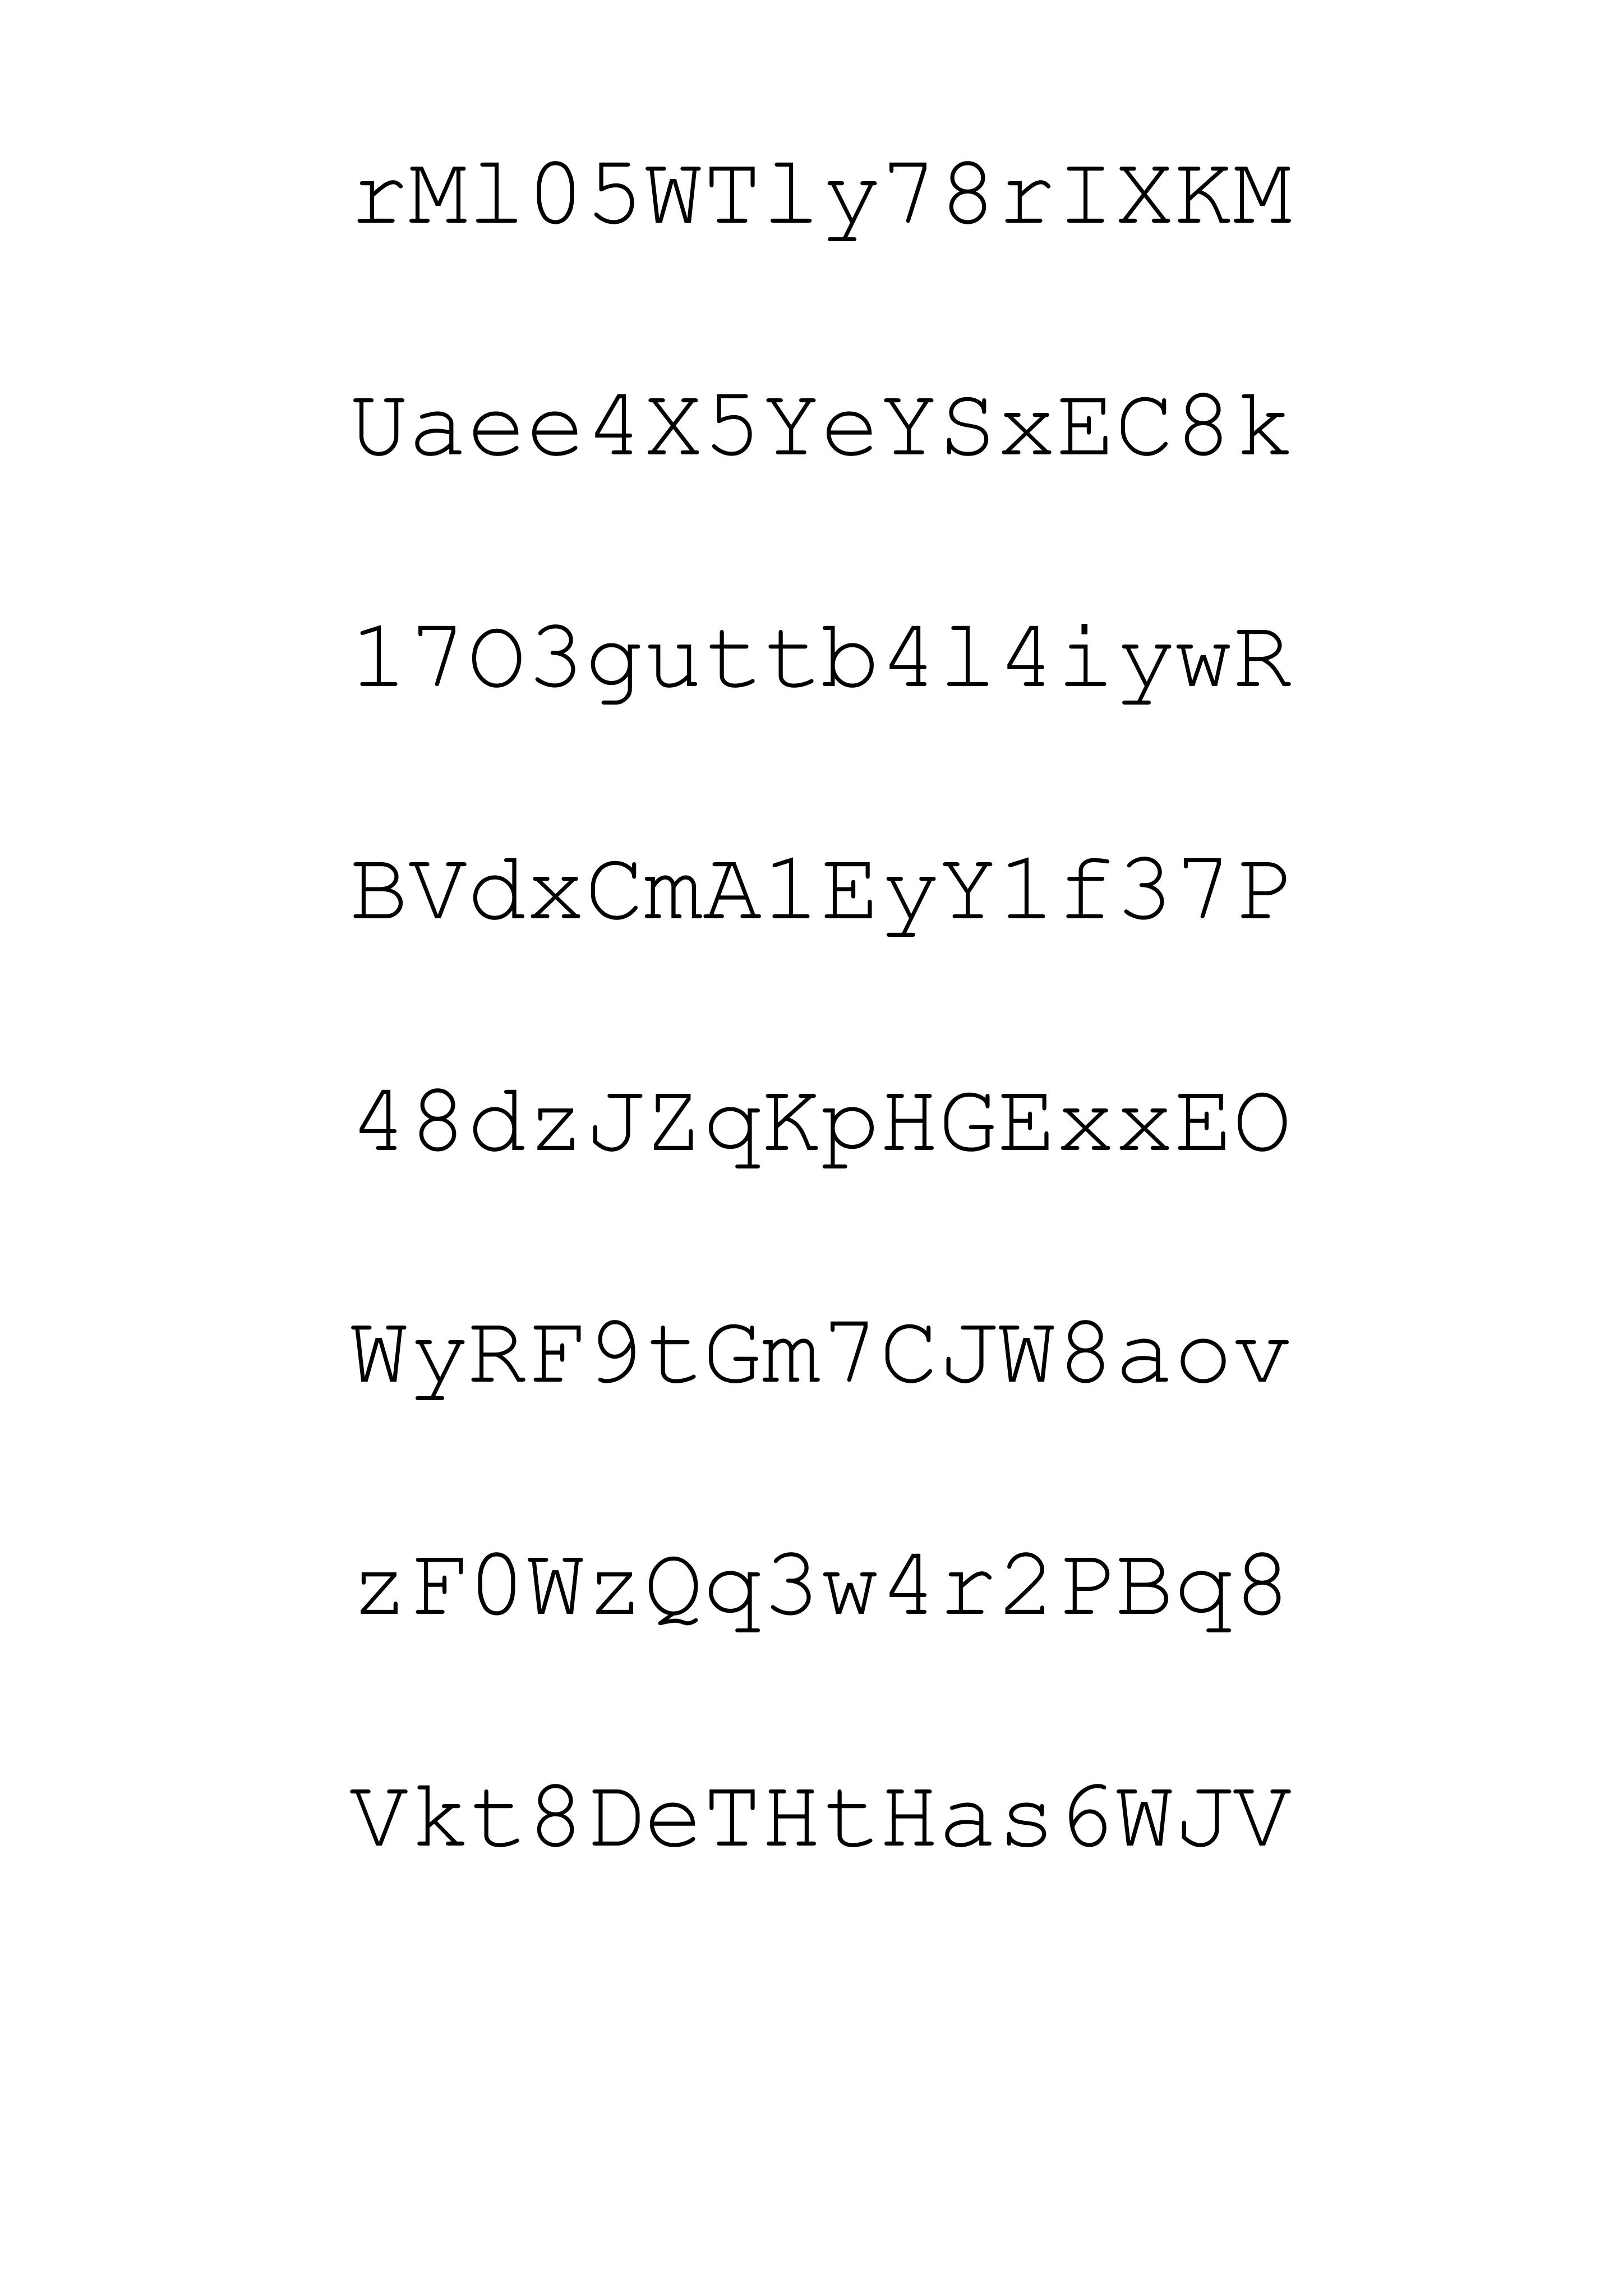 rMl05WTly78rIXKM
Uaee4X5YeYSxEC8k
17O3guttb4l4iywR
BVdxCmA1EyY1f37P
48dzJZqKpHGExxEO
WyRF9tGm7CJW8aov
zF0WzQq3w4r2PBq8
Vkt8DeTHtHas6WJV